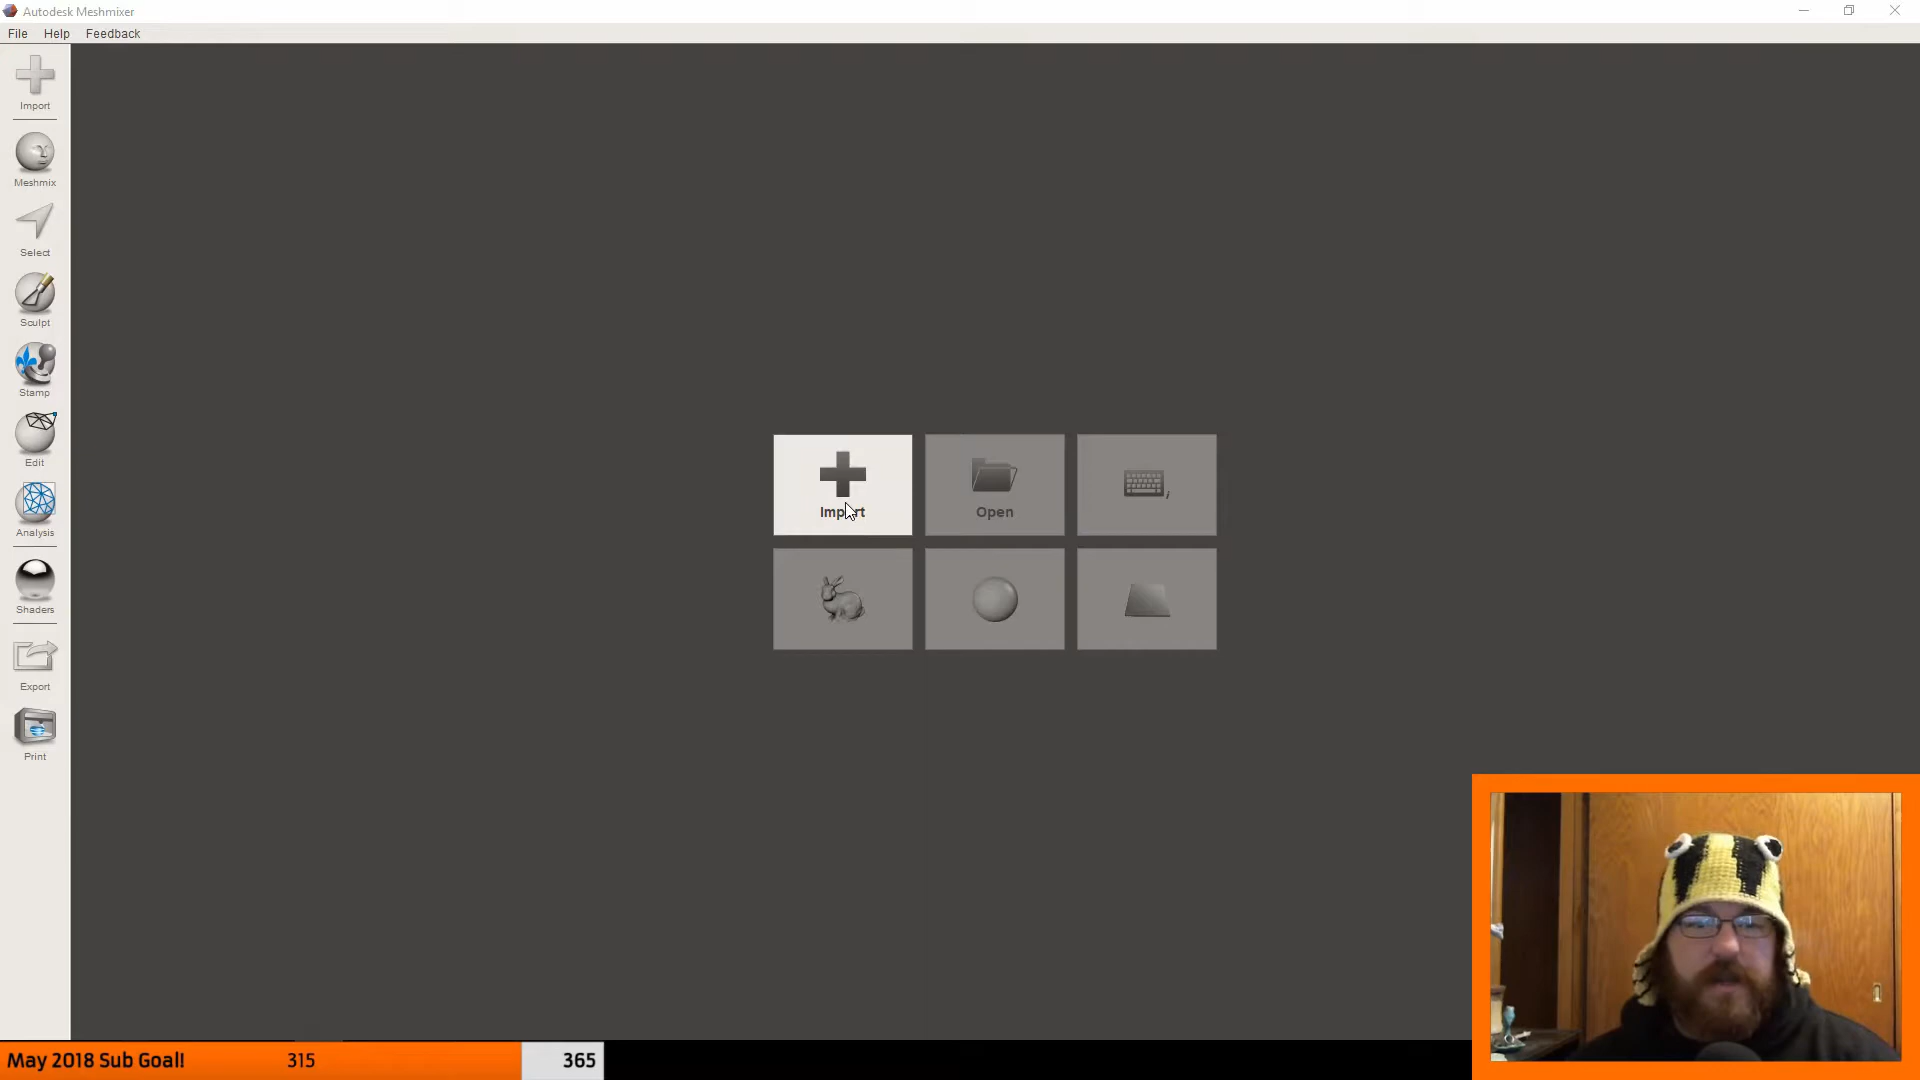 Autodesk Meshmixer
File Help Feedback
Import
Meshmix
Select
Sculpt
Stamp
Edit
Analysis
Shaders
Export
Print
Import
Open
i
May 2018 Sub Goal! 315 365